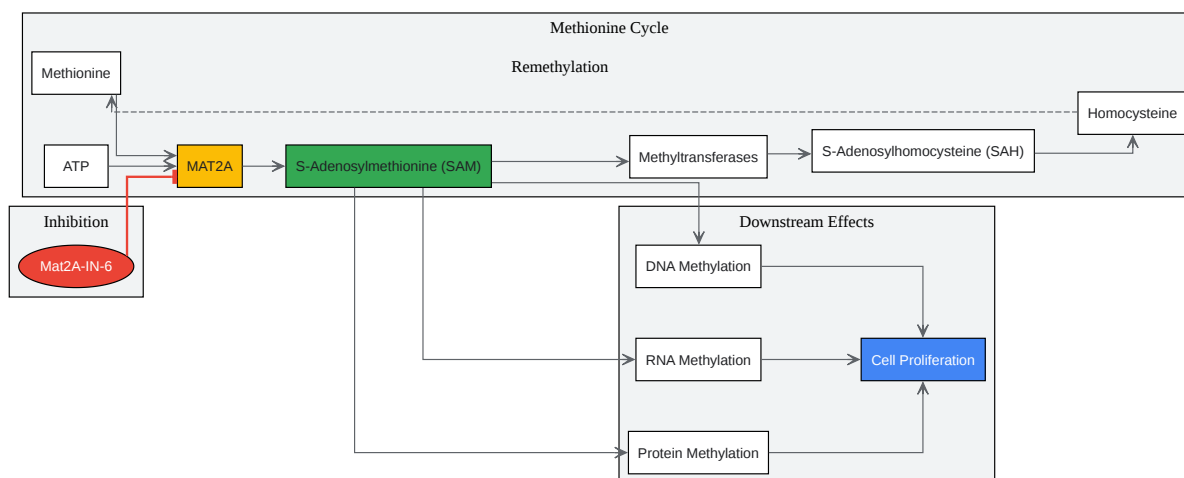 Methionine Cycle
Remethylation
Methionine
Homocysteine
ATP
MAT2A
S-Adenosylmethionine (SAM)
Methyltransferases
S-Adenosylhomocysteine (SAH)
Inhibition
Mat2A-IN-6
Downstream Effects
DNA Methylation
RNA Methylation
Cell Proliferation
Protein Methylation